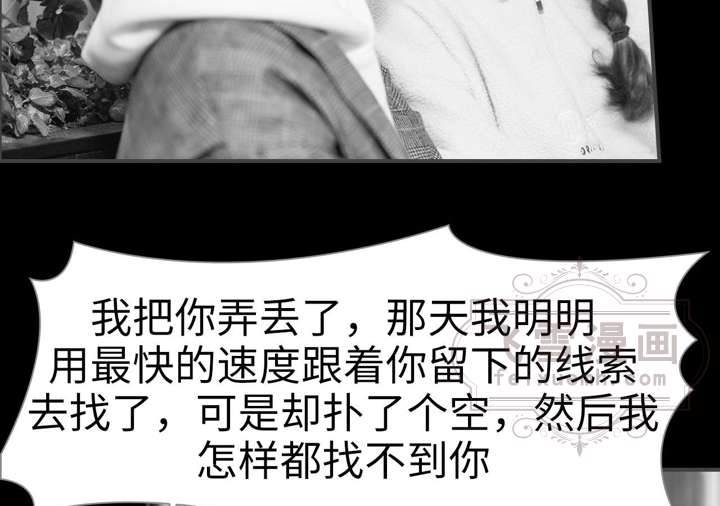 我把你弄丢了，那天我明明
用最快的速度跟着你留下的线索
去找了，可是却扑了个空，然后我
怎样都找不到你
飞雪漫画